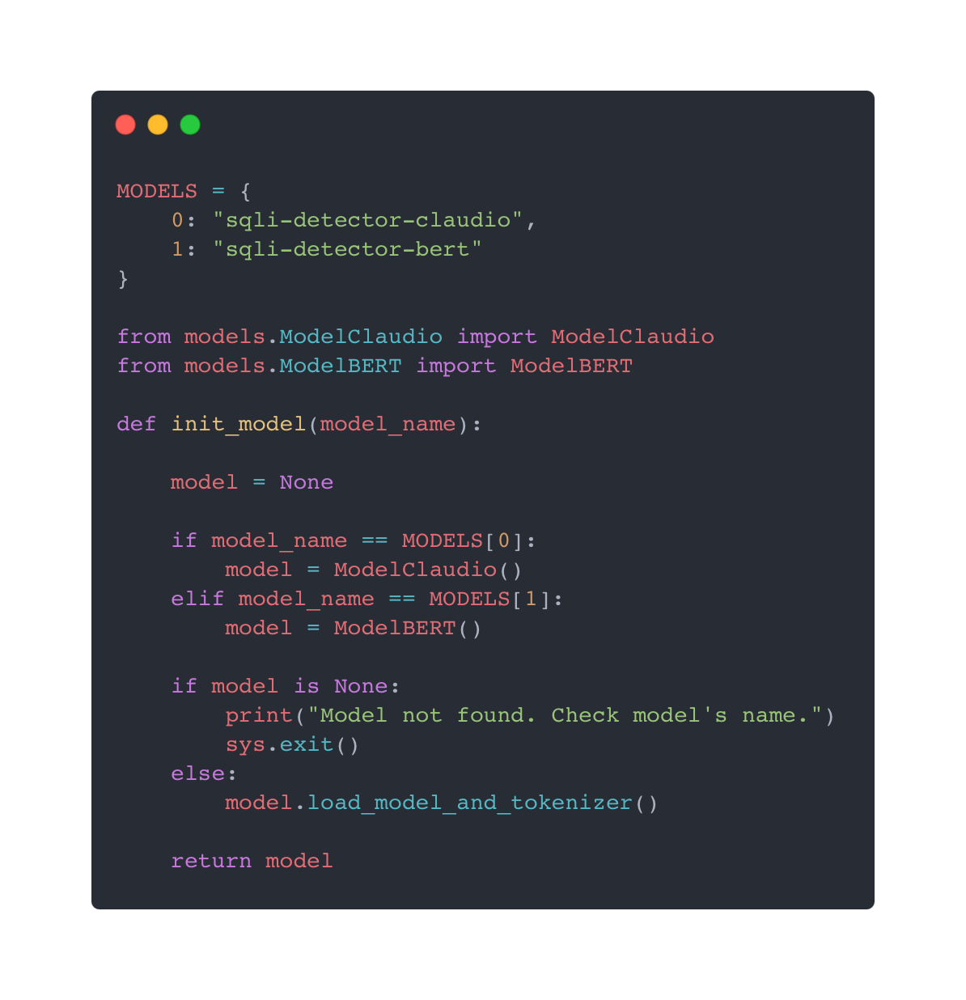 MODELS = {
    0: "sqli-detector-claudio",
    1: "sqli-detector-bert"
}
from models.ModelClaudio import ModelClaudio
from models.ModelBERT import ModelBERT
def init_model(model_name):
    model = None
    if model_name == MODELS[0]:
        model = ModelClaudio()
    elif model_name == MODELS[1]:
        model = ModelBERT()
    if model is None:
        print("Model not found. Check model's name.")
        sys.exit()
    else:
        model.load_model_and_tokenizer()
    return model